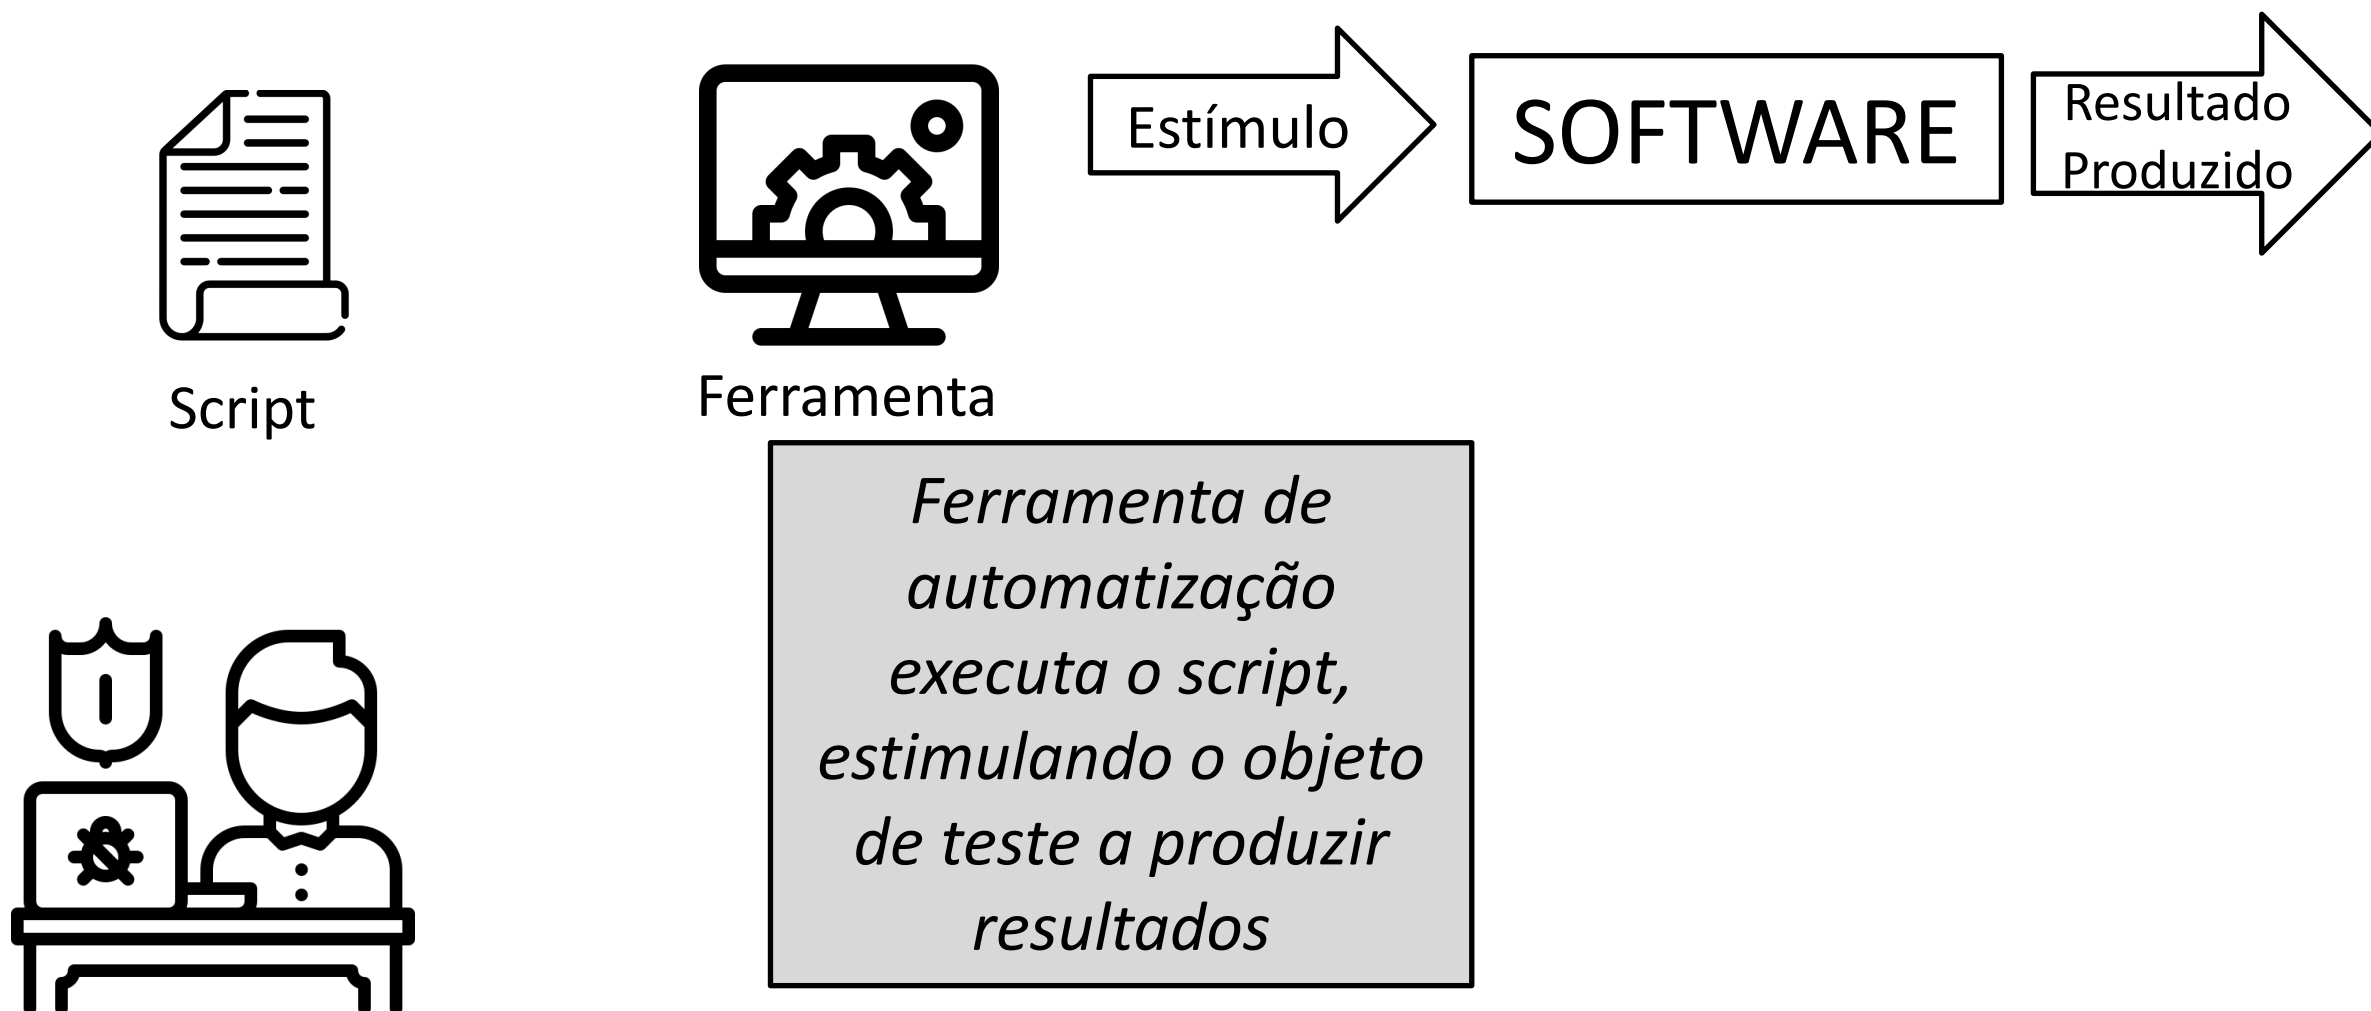 Estímulo
SOFTWARE
Resultado
Produzido
Script
Ferramenta
Ferramenta de
automatização
executa o script,
estimulando o objeto
de teste a produzir
resultados